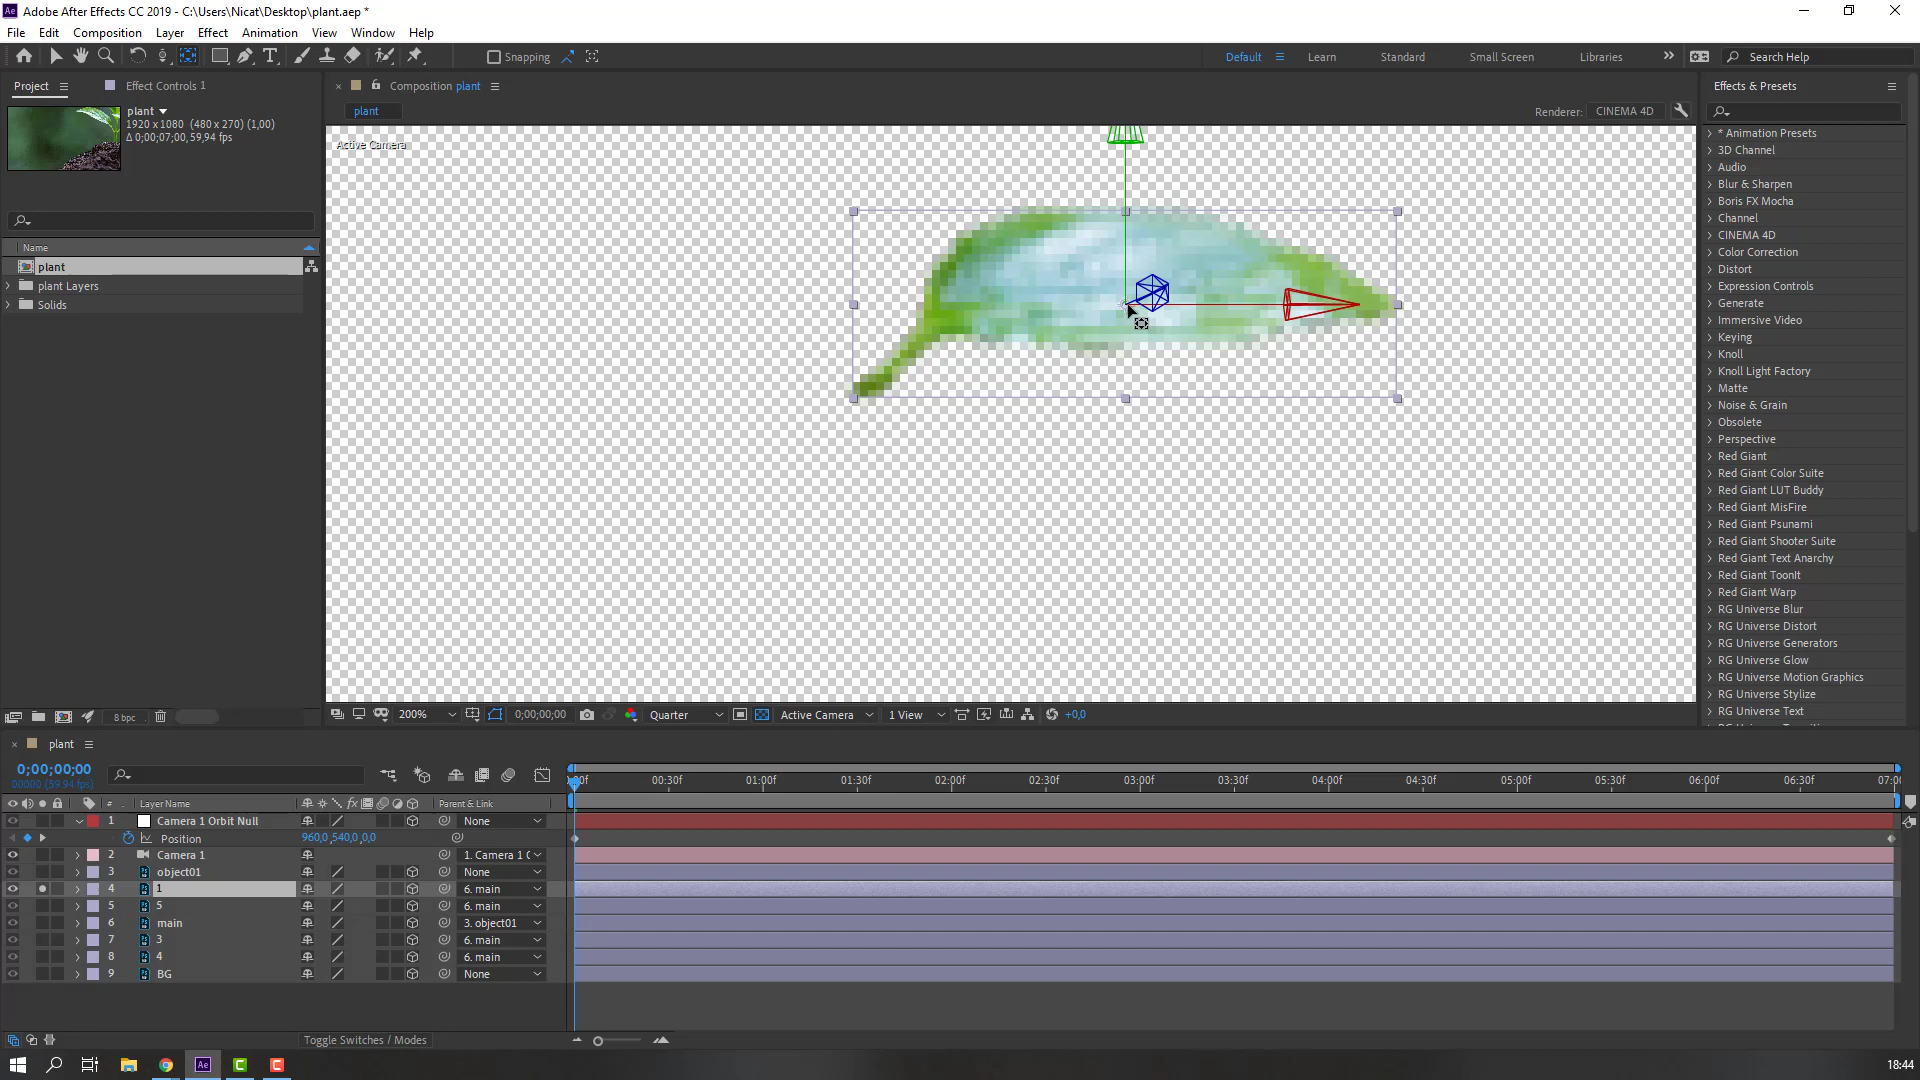 Adobe After Effects CC 2019 - C:\Users\Nicat\Desktop\plant.aep *
File Edit Composition Layer Effect Animation View Window Help
Snapping
Default Learn Standard Small Screen Libraries Search Help
Project Effect Controls 1
plant
1920 x 1080 (480 x 270) (1,00)
Δ 0;00;07;00, 59,94 fps
Name
plant
plant Layers
Solids
8 bpc
Composition plant
plant
Renderer: CINEMA 4D
Active Camera
200% 0;00;00;00 Quarter Active Camera 1 View +0,0
Effects & Presets
* Animation Presets
3D Channel
Audio
Blur & Sharpen
Boris FX Mocha
Channel
CINEMA 4D
Color Correction
Distort
Expression Controls
Generate
Immersive Video
Keying
Knoll
Knoll Light Factory
Matte
Noise & Grain
Obsolete
Perspective
Red Giant
Red Giant Color Suite
Red Giant LUT Buddy
Red Giant MisFire
Red Giant Psunami
Red Giant Shooter Suite
Red Giant Text Anarchy
Red Giant ToonIt
Red Giant Warp
RG Universe Blur
RG Universe Distort
RG Universe Generators
RG Universe Glow
RG Universe Motion Graphics
RG Universe Stylize
RG Universe Text
plant
0;00;00;00
00000 (59.94 fps)
00:30f 01:00f 01:30f 02:00f 02:30f 03:00f 03:30f 04:00f 04:30f 05:00f 05:30f 06:00f 06:30f
# Layer Name fx Parent & Link
1 Camera 1 Orbit Null None
Position 960,0,540,0,0,0
2 Camera 1 1. Camera 1 C
3 object01 None
4 1 6. main
5 5 6. main
6 main 3. object01
7 3 6. main
8 4 6. main
9 BG None
Toggle Switches / Modes
Ae
18:44